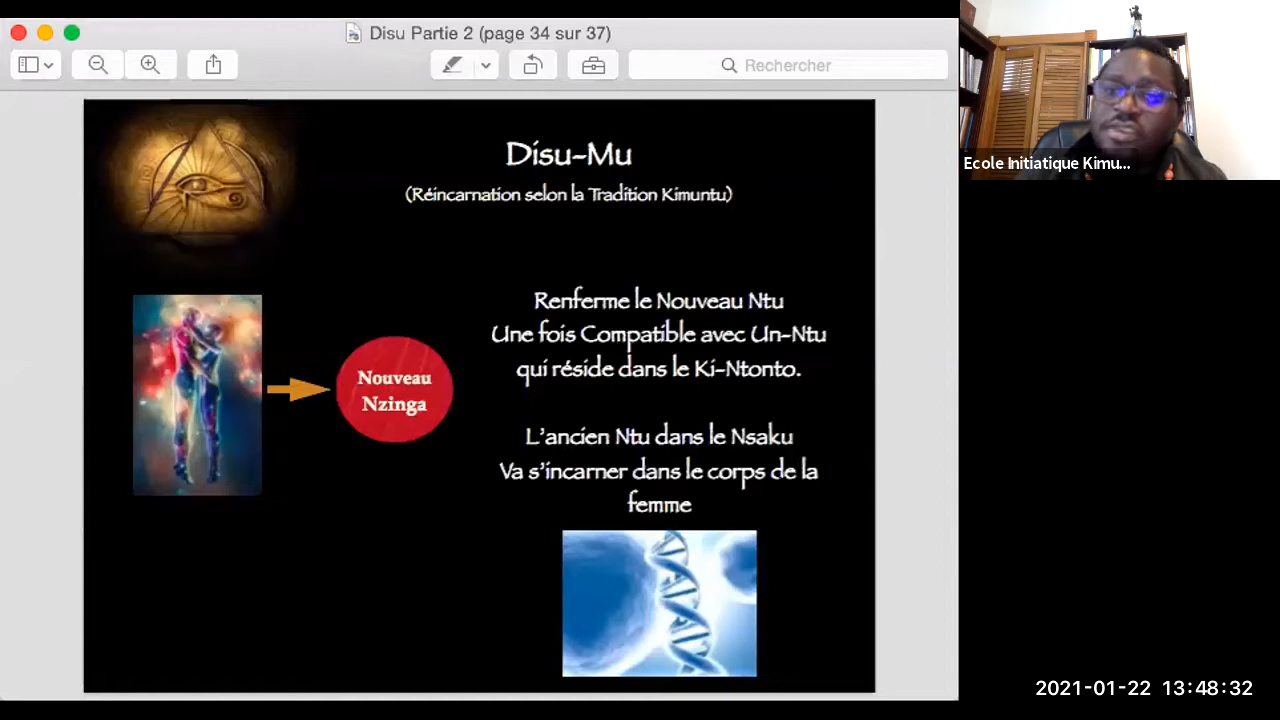 Disu Partie 2 (page 34 sur 37)
Rechercher
Disu-Mu
(Réincarnation selon la Tradition Kimuntu)
Renferme le Nouveau Ntu
Une fois Compatible avec Un-Ntu
qui réside dans le Ki-Ntonto.
Nouveau
Nzinga
L'ancien Ntu dans le Nsaku
Va s'incarner dans le corps de la
femme
Ecole Initiatique Kimu...
2021-01-22 13:48:32